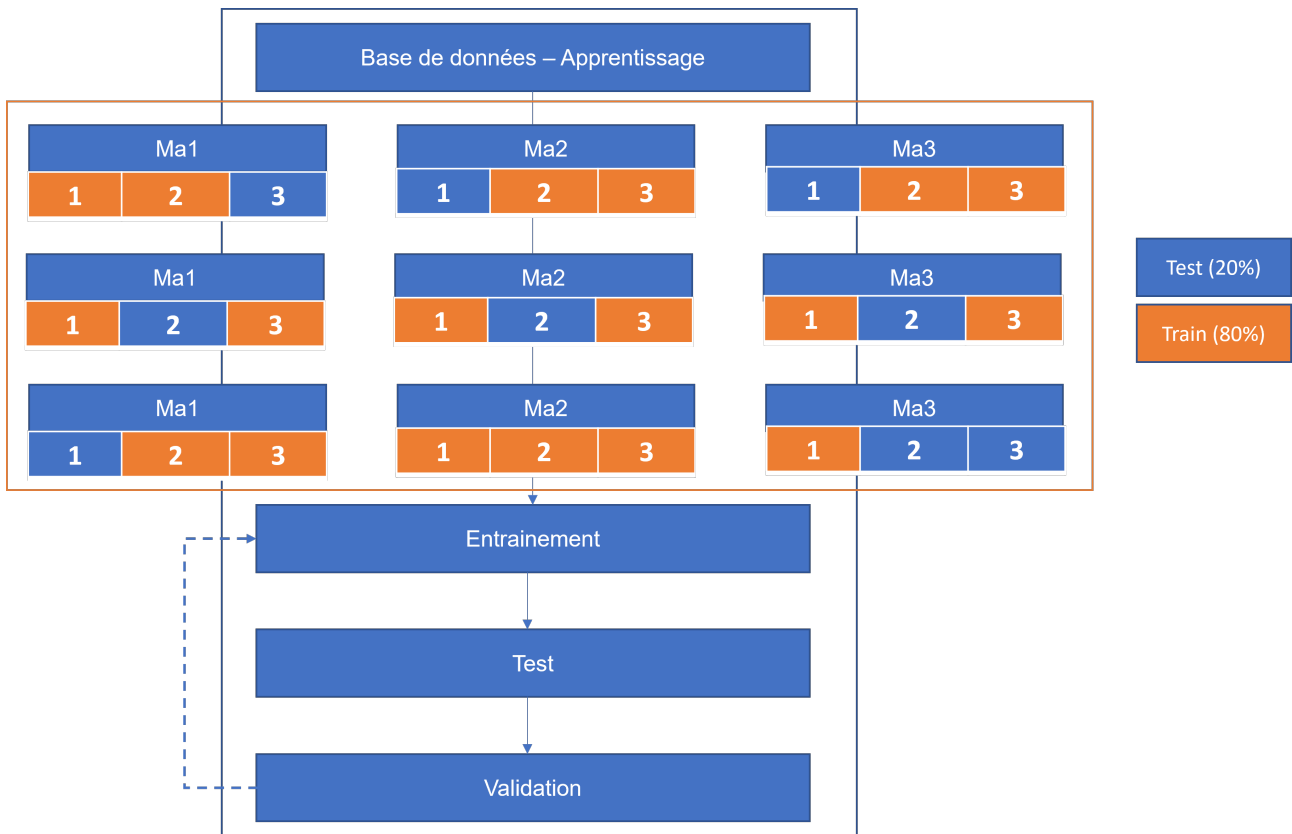 Base de données – Apprentissage
Ma1
Ma2
Ma3
1 2 3
1 2 3
1 2 3
Ma1
Ma2
Ma3
1 2 3
1 2 3
1 2 3
Test (20%)
Train (80%)
Ma1
Ma2
Ma3
1 2 3
1 2 3
1 2 3
Entrainement
Test
Validation